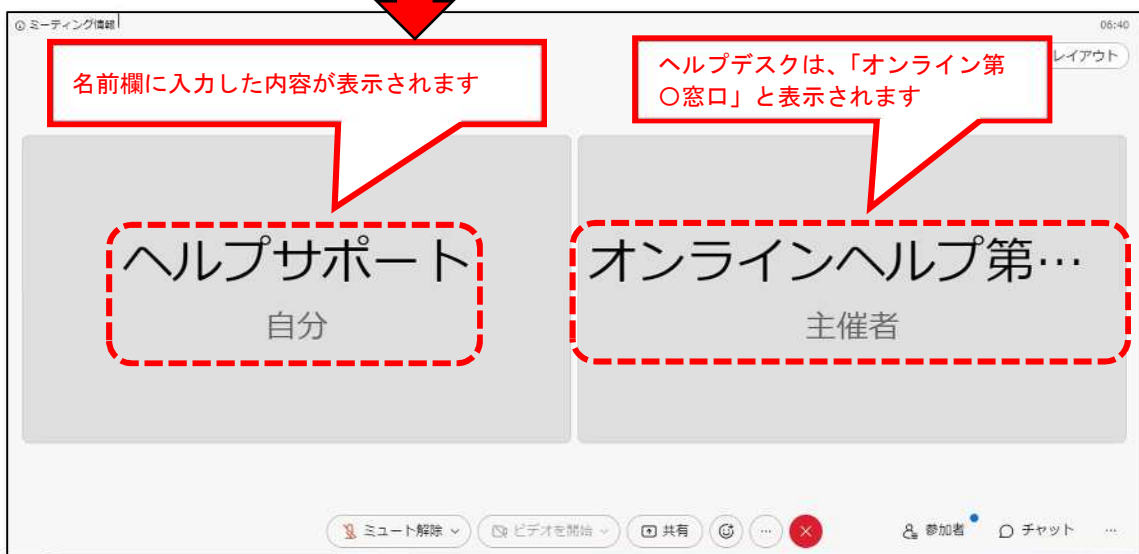 ミーティング情報
06:40
レイアウト
名前欄に入力した内容が表示されます
ヘルプデスクは、「オンライン第
〇窓口」と表示されます
ヘルプサポート
自分
オンラインヘルプ第…
主催者
ミュート解除
ビデオを開始
共有
参加者
チャット